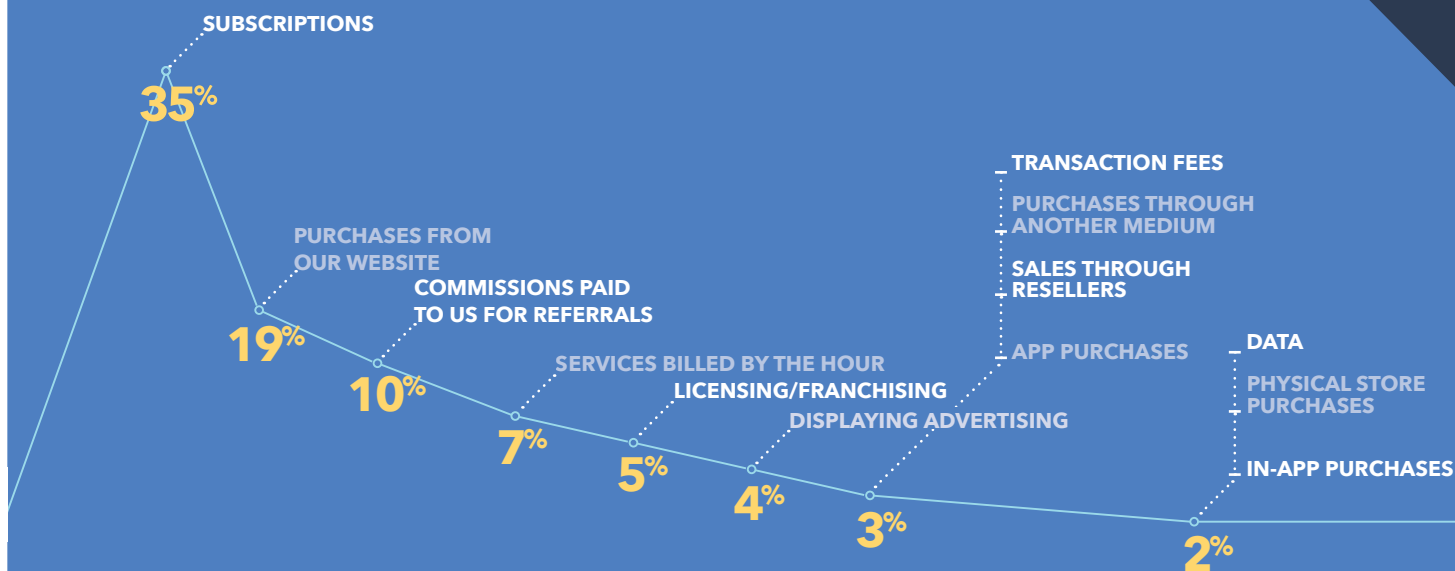 SUBSCRIPTIONS
35%
PURCHASES FROM
OUR WEBSITE
19%
COMMISSIONS PAID
TO US FOR REFERRALS
10%
SERVICES BILLED BY THE HOUR
7%
LICENSING/FRANCHISING
5%
DISPLAYING ADVERTISING
4%
TRANSACTION FEES
PURCHASES THROUGH
ANOTHER MEDIUM
SALES THROUGH
RESELLERS
APP PURCHASES
3%
DATA
PHYSICAL STORE
PURCHASES
IN-APP PURCHASES
2%